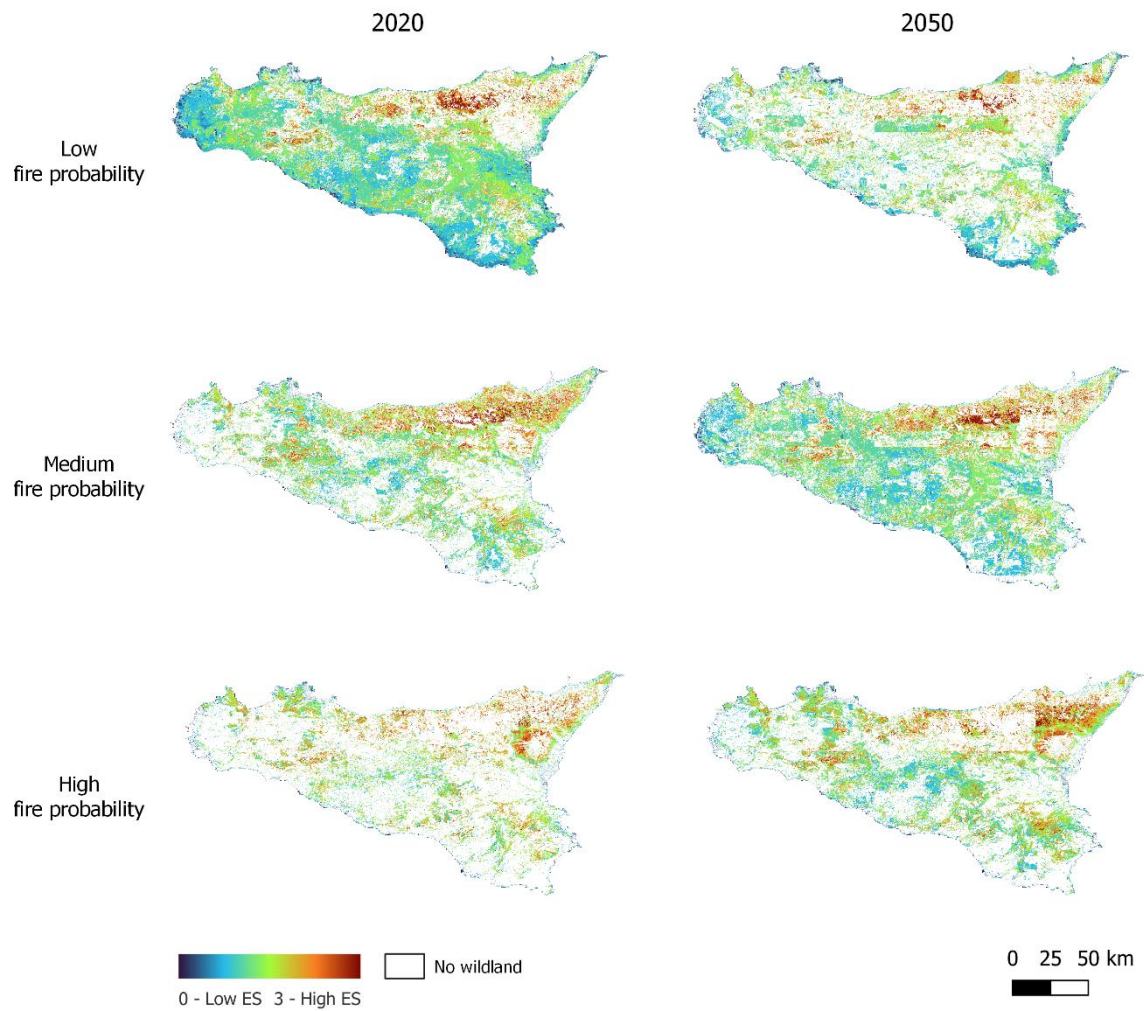 2020
2050
Low
fire probability
Medium
fire probability
High
fire probability
No wildland
0 - Low ES 3 - High ES
0 25 50 km